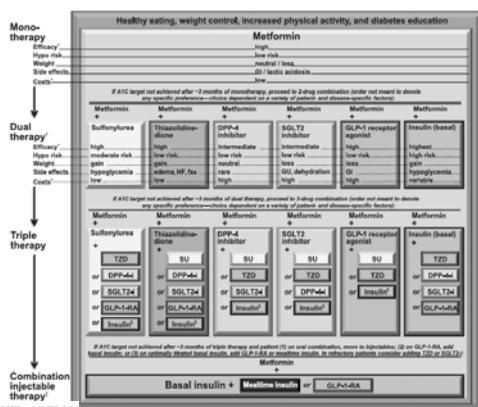 Healthy eating, weight control, increased physical activity, and diabetes education
Mono-
therapy
Metformin
Efficacy* high
Hypo risk low risk
Weight neutral / loss
Side effects GI / lactic acidosis
Costs* low
If A1C target not achieved after ~3 months of monotherapy, proceed to 2-drug combination (order not meant to denote
any specific preference—choice dependent on a variety of patient- and disease-specific factors):
Dual
therapy†
Metformin + Metformin + Metformin + Metformin + Metformin + Metformin +
Sulfonylurea Thiazolidine-dione DPP-4 inhibitor SGLT2 inhibitor GLP-1 receptor agonist Insulin (basal)
Efficacy* high high intermediate intermediate high highest
Hypo risk moderate risk low risk low risk low risk low risk high risk
Weight gain gain neutral loss loss gain
Side effects hypoglycemia edema, HF, fxs rare GU, dehydration GI hypoglycemia
Costs* low low high high high variable
If A1C target not achieved after ~3 months of dual therapy, proceed to 3-drug combination (order not meant to denote
any specific preference—choice dependent on a variety of patient- and disease-specific factors):
Triple
therapy
Metformin + Metformin + Metformin + Metformin + Metformin + Metformin +
Sulfonylurea + Thiazolidine-dione + DPP-4 inhibitor + SGLT2 inhibitor + GLP-1 receptor agonist + Insulin (basal) +
TZD SU SU SU SU TZD
or DPP-4-i or DPP-4-i or TZD or TZD or TZD or DPP-4-i
or SGLT2-i or SGLT2-i or SGLT2-i or DPP-4-i or Insulin§ or SGLT2-i
or GLP-1-RA or GLP-1-RA or Insulin§ or Insulin§ or GLP-1-RA
or Insulin§ or Insulin§
If A1C target not achieved after ~3 months of triple therapy and patient (1) on oral combination, move to injectables; (2) on GLP-1-RA, add
basal insulin; or (3) on optimally titrated basal insulin, add GLP-1-RA or mealtime insulin. In refractory patients consider adding TZD or SGLT2-i:
Metformin
+
Combination
injectable
therapy‡
Basal insulin + Mealtime insulin or GLP-1-RA